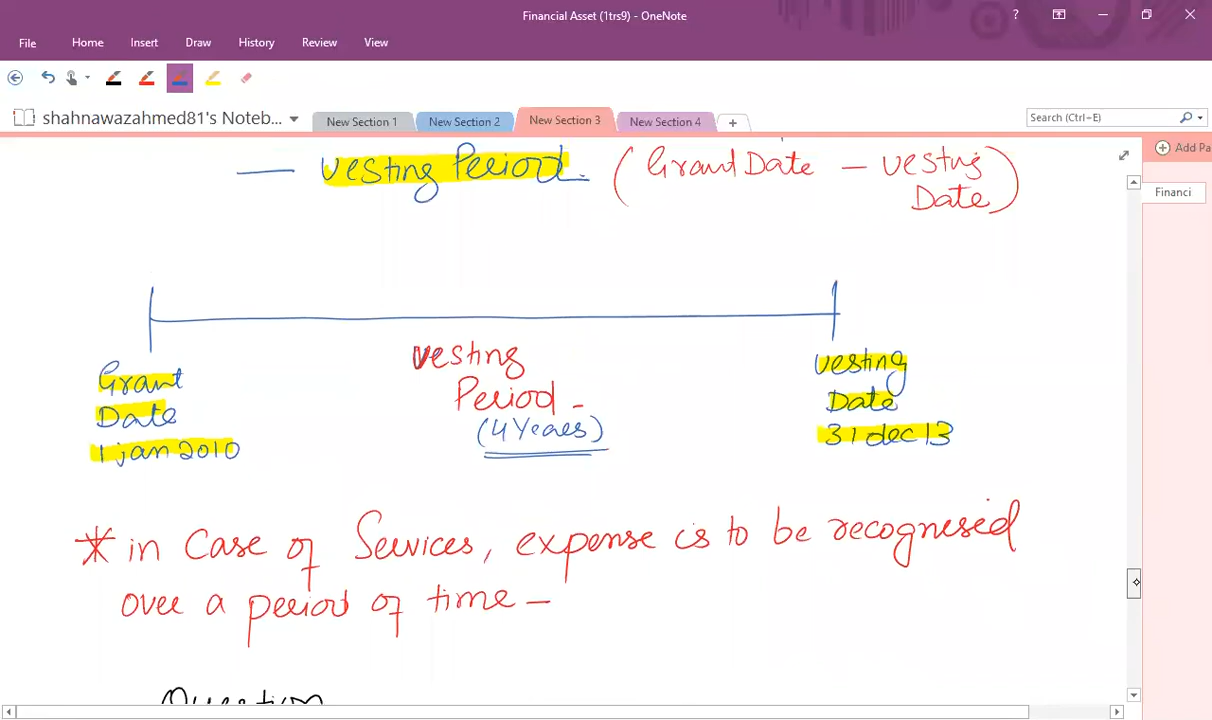 Financial Asset (1trs9) - OneNote
?
File Home Insert Draw History Review View
shahnawazahmed81's Noteb... New Section 1 New Section 2 New Section 3 New Section 4 + Search (Ctrl+E)
Add Pa
Financi
— Vesting Period. (Grant Date — vesting
Date)
Vesting
Period -
(4 Years)
Grant
Date
1 jan 2010
vesting
Date
31 dec 13
* in Case of Services, expense is to be recognesied
over a period of time -
Question